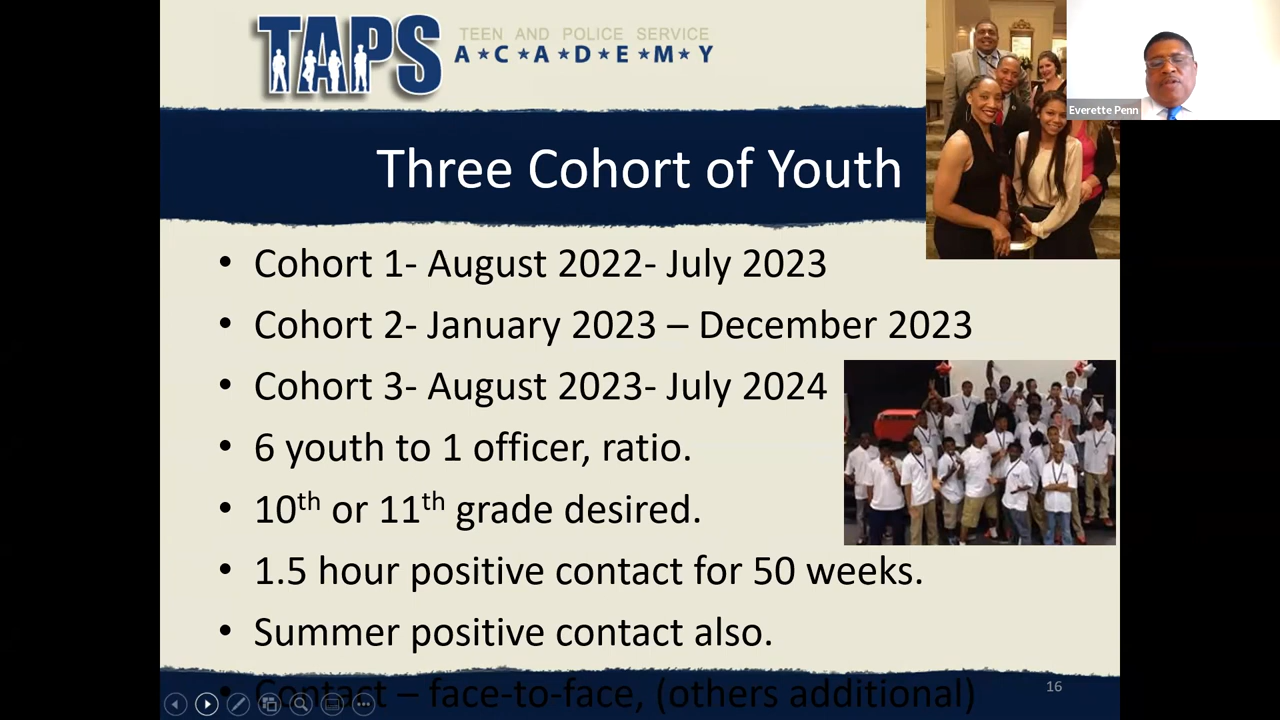 TAPS
TEEN AND POLICE SERVICE
A★C★A★D★E★M★Y
Everette Penn
Three Cohort of Youth
• Cohort 1- August 2022- July 2023
• Cohort 2- January 2023 – December 2023
• Cohort 3- August 2023- July 2024
• 6 youth to 1 officer, ratio.
• 10th or 11th grade desired.
• 1.5 hour positive contact for 50 weeks.
• Summer positive contact also.
• Contact – face-to-face, (others additional)
16